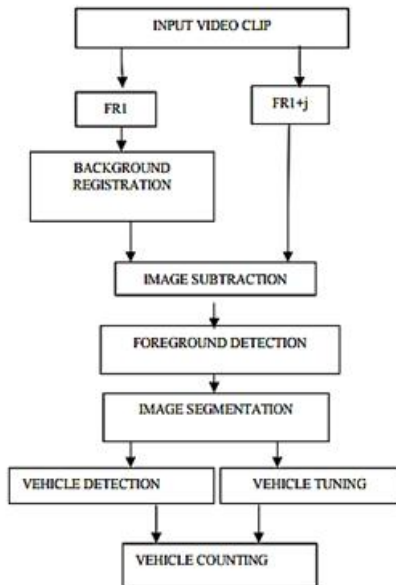 INPUT VIDEO CLIP
FR1
FR1+j
BACKGROUND
REGISTRATION
IMAGE SUBTRACTION
FOREGROUND DETECTION
IMAGE SEGMENTATION
VEHICLE DETECTION
VEHICLE TUNING
VEHICLE COUNTING